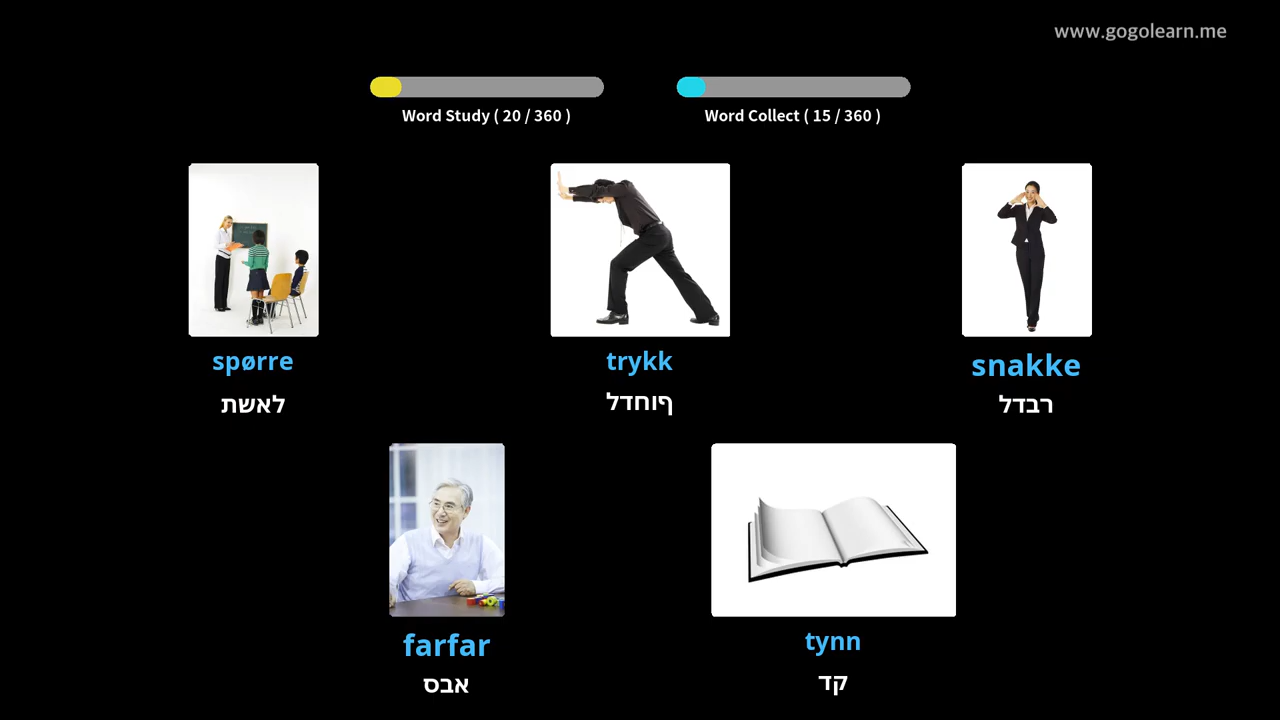 www.gogolearn.me
Word Study ( 20 / 360 )
Word Collect ( 15 / 360 )
spørre
לאשת
trykk
ףוחדל
snakke
רבדל
farfar
אבס
tynn
קד